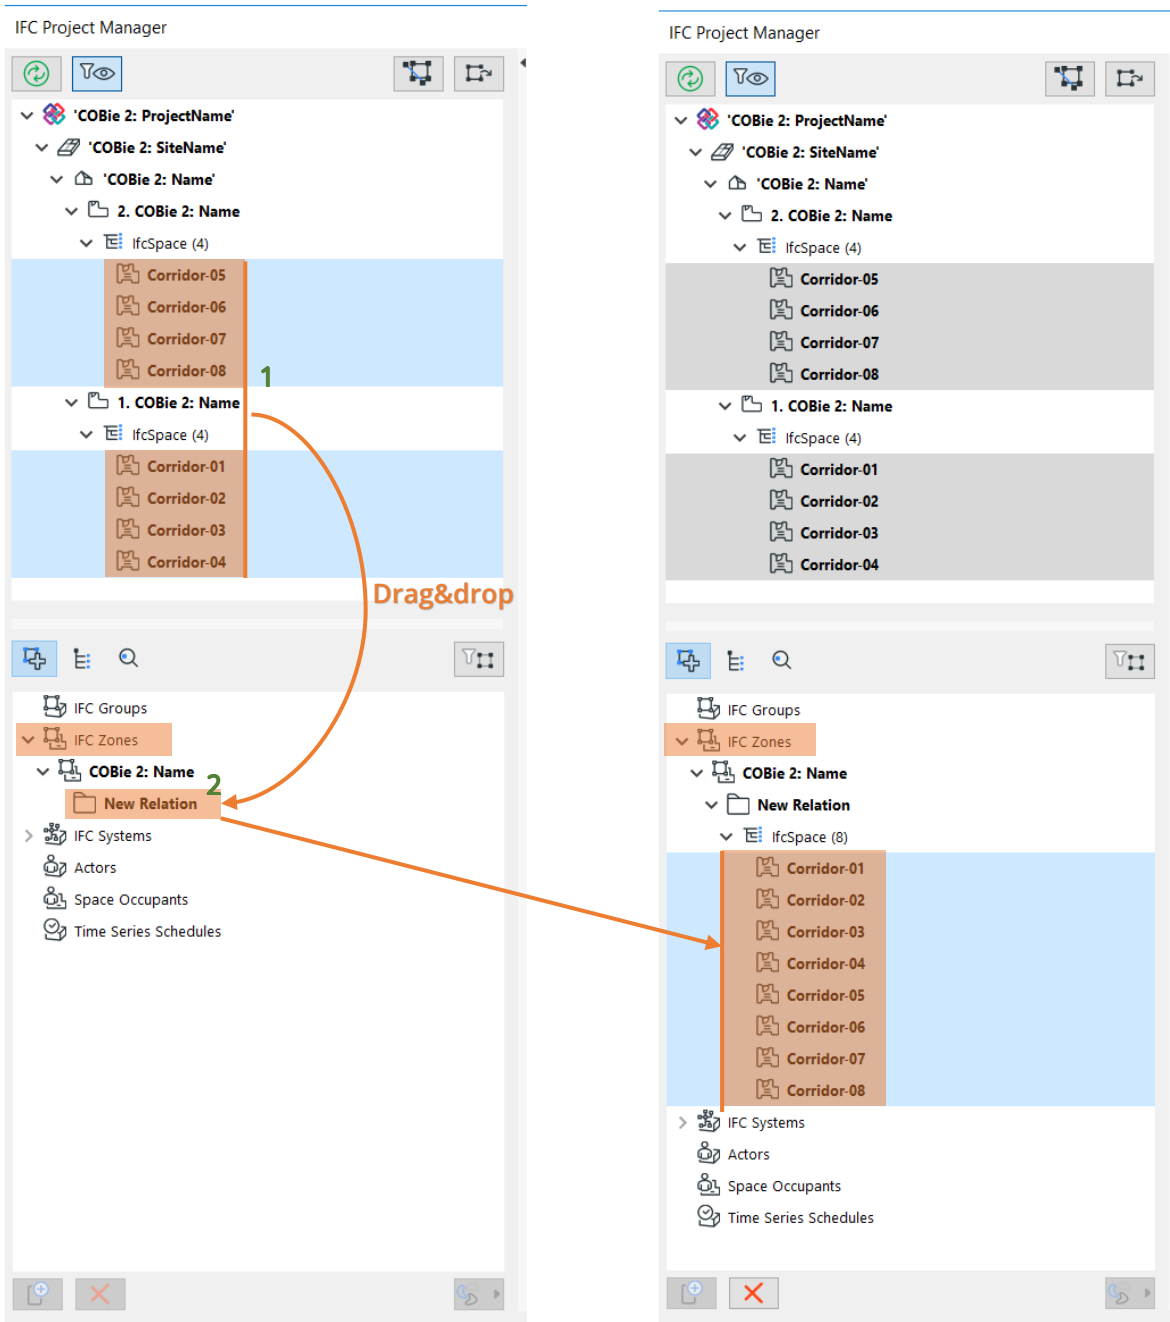 IFC Project Manager
'COBie 2: ProjectName'
'COBie 2: SiteName'
'COBie 2: Name'
2. COBie 2: Name
IfcSpace (4)
Corridor-05
Corridor-06
Corridor-07
Corridor-08
1
1. COBie 2: Name
IfcSpace (4)
Corridor-01
Corridor-02
Corridor-03
Corridor-04
Drag&drop
IFC Groups
IFC Zones
COBie 2: Name
2
New Relation
IFC Systems
Actors
Space Occupants
Time Series Schedules
IFC Project Manager
'COBie 2: ProjectName'
'COBie 2: SiteName'
'COBie 2: Name'
2. COBie 2: Name
IfcSpace (4)
Corridor-05
Corridor-06
Corridor-07
Corridor-08
1. COBie 2: Name
IfcSpace (4)
Corridor-01
Corridor-02
Corridor-03
Corridor-04
IFC Groups
IFC Zones
COBie 2: Name
New Relation
IfcSpace (8)
Corridor-01
Corridor-02
Corridor-03
Corridor-04
Corridor-05
Corridor-06
Corridor-07
Corridor-08
IFC Systems
Actors
Space Occupants
Time Series Schedules